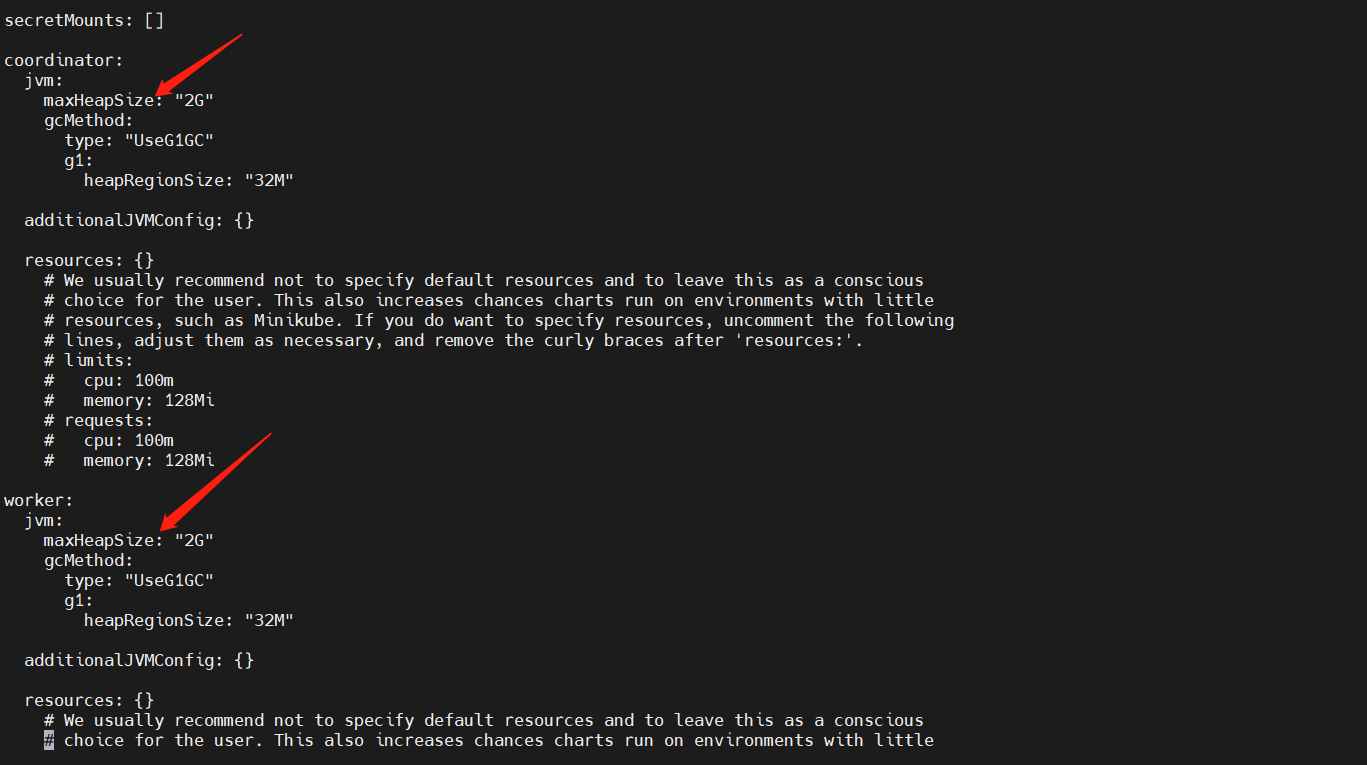 secretMounts: []
coordinator:
  jvm:
    maxHeapSize: "2G"
    gcMethod:
      type: "UseG1GC"
      g1:
        heapRegionSize: "32M"
  additionalJVMConfig: {}
  resources: {}
    # We usually recommend not to specify default resources and to leave this as a conscious
    # choice for the user. This also increases chances charts run on environments with little
    # resources, such as Minikube. If you do want to specify resources, uncomment the following
    # lines, adjust them as necessary, and remove the curly braces after 'resources:'.
    # limits:
    #   cpu: 100m
    #   memory: 128Mi
    # requests:
    #   cpu: 100m
    #   memory: 128Mi
worker:
  jvm:
    maxHeapSize: "2G"
    gcMethod:
      type: "UseG1GC"
      g1:
        heapRegionSize: "32M"
  additionalJVMConfig: {}
  resources: {}
    # We usually recommend not to specify default resources and to leave this as a conscious
    # choice for the user. This also increases chances charts run on environments with little